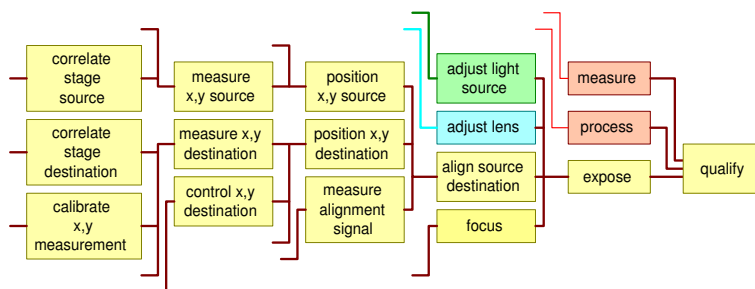 correlate
stage
source
correlate
stage
destination
calibrate
x,y
measurement
measure
x,y source
measure x,y
destination
control x,y
destination
position
x,y source
position x,y
destination
measure
alignment
signal
adjust light
source
adjust lens
align source
destination
focus
measure
process
expose
qualify